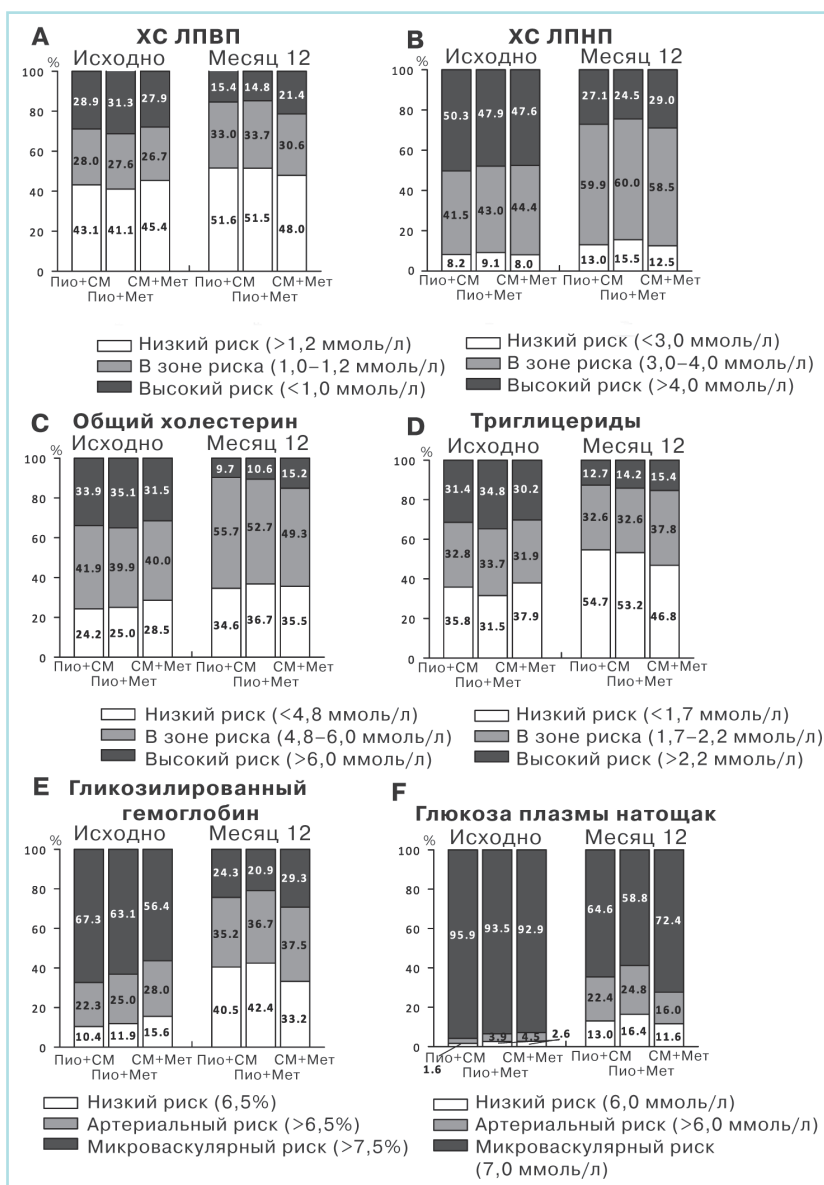 A ХС ЛПВП
Исходно Месяц 12
%
100
80
60
40
20
0
28.9 31.3 27.9 15.4 14.8 21.4
28.0 27.6 26.7 33.0 33.7 30.6
43.1 41.1 45.4 51.6 51.5 48.0
Пио+СМ СМ+Мет Пио+СМ СМ+Мет
Пио+Мет Пио+Мет
Низкий риск (>1,2 ммоль/л)
В зоне риска (1,0–1,2 ммоль/л)
Высокий риск (<1,0 ммоль/л)
B ХС ЛПНП
Исходно Месяц 12
%
100
80
60
40
20
0
50.3 47.9 47.6 27.1 24.5 29.0
41.5 43.0 44.4 59.9 60.0 58.5
8.2 9.1 8.0 13.0 15.5 12.5
Пио+СМ СМ+Мет Пио+СМ СМ+Мет
Пио+Мет Пио+Мет
Низкий риск (<3,0 ммоль/л)
В зоне риска (3,0–4,0 ммоль/л)
Высокий риск (>4,0 ммоль/л)
C Общий холестерин
Исходно Месяц 12
%
100
80
60
40
20
0
33.9 35.1 31.5 9.7 10.6 15.2
41.9 39.9 40.0 55.7 52.7 49.3
24.2 25.0 28.5 34.6 36.7 35.5
Пио+СМ СМ+Мет Пио+СМ СМ+Мет
Пио+Мет Пио+Мет
Низкий риск (<4,8 ммоль/л)
В зоне риска (4,8–6,0 ммоль/л)
Высокий риск (>6,0 ммоль/л)
D Триглицериды
Исходно Месяц 12
%
100
80
60
40
20
0
31.4 34.8 30.2 12.7 14.2 15.4
32.8 33.7 31.9 32.6 32.6 37.8
35.8 31.5 37.9 54.7 53.2 46.8
Пио+СМ СМ+Мет Пио+СМ СМ+Мет
Пио+Мет Пио+Мет
Низкий риск (<1,7 ммоль/л)
В зоне риска (1,7–2,2 ммоль/л)
Высокий риск (>2,2 ммоль/л)
E Гликозилированный
гемоглобин
Исходно Месяц 12
%
100
80
60
40
20
0
67.3 63.1 56.4 24.3 20.9 29.3
22.3 25.0 28.0 35.2 36.7 37.5
10.4 11.9 15.6 40.5 42.4 33.2
Пио+СМ СМ+Мет Пио+СМ СМ+Мет
Пио+Мет Пио+Мет
Низкий риск (6,5%)
Артериальный риск (>6,5%)
Микроваскулярный риск (>7,5%)
F Глюкоза плазмы натощак
Исходно Месяц 12
%
100
80
60
40
20
0
95.9 93.5 92.9 64.6 58.8 72.4
3.9 4.5 2.6 22.4 24.8 16.0
13.0 16.4 11.6
Пио+СМ СМ+Мет Пио+СМ СМ+Мет
1.6 Пио+Мет Пио+Мет
Низкий риск (6,0 ммоль/л)
Артериальный риск (>6,0 ммоль/л)
Микроваскулярный риск
(7,0 ммоль/л)